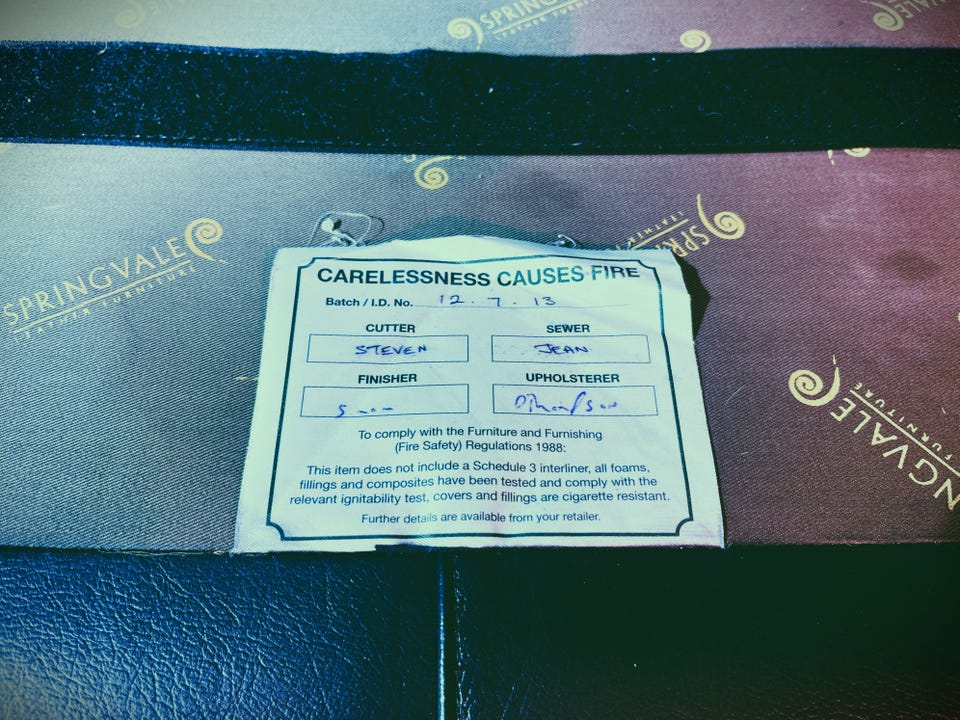 SPRINGVALE
SPRINGVALE
LEATHER FURNITURE
SPRINGVALE
FURNITURE
CARELESSNESS CAUSES FIRE
Batch / I.D. No. 12.7.13
CUTTER SEWER
STEVEN JEAN
FINISHER UPHOLSTERER
To comply with the Furniture and Furnishing
(Fire Safety) Regulations 1988:
This item does not include a Schedule 3 interliner, all foams,
fillings and composites have been tested and comply with the
relevant ignitability test, covers and fillings are cigarette resistant.
Further details are available from your retailer.